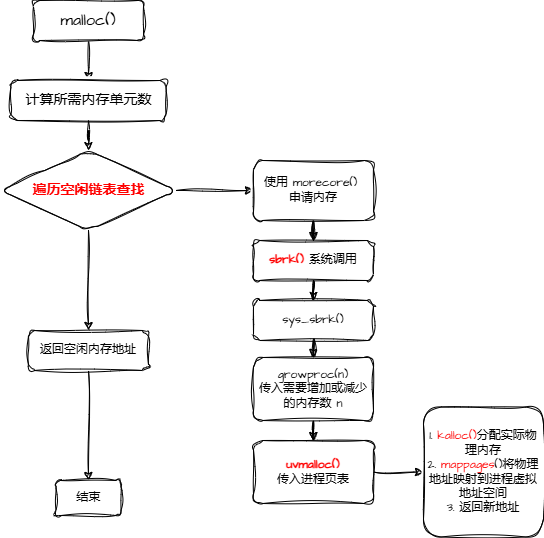 malloc()
计算所需内存单元数
遍历空闲链表查找
使用 morecore()
申请内存
sbrk() 系统调用
sys_sbrk()
返回空闲内存地址
growproc(n)
传入需要增加或减少
的内存数 n
uvmalloc()
传入进程页表
1. kalloc()分配实际物
理内存
2. mappages()将物理
地址映射到进程虚拟
地址空间
3. 返回新地址
结束